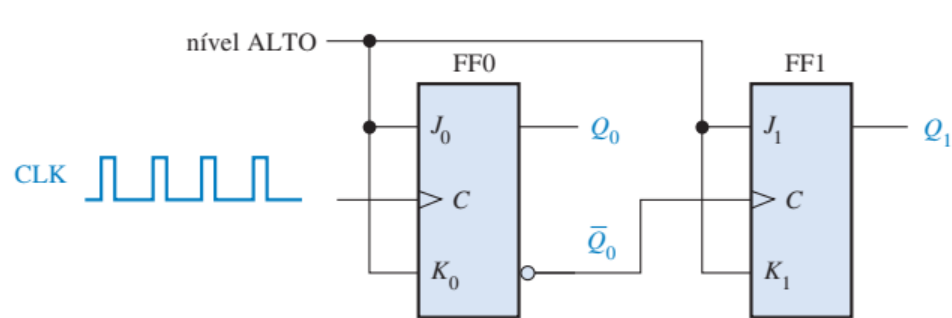 nível ALTO
FF0
FF1
J₀
Q₀
J₁
Q₁
CLK
C
C
Q̅₀
K₀
K₁